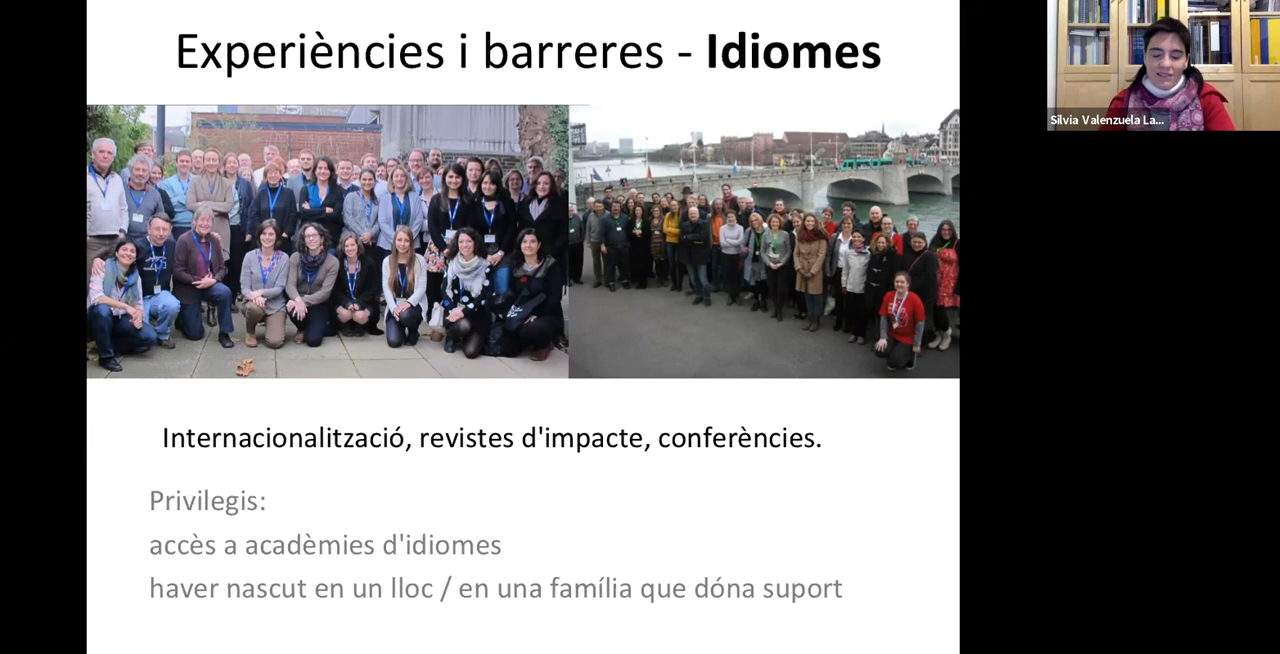 Experiències i barreres - Idiomes
Silvia Valenzuela La...
Internacionalització, revistes d'impacte, conferències.
Privilegis:
accès a acadèmies d'idiomes
haver nascut en un lloc / en una família que dóna suport